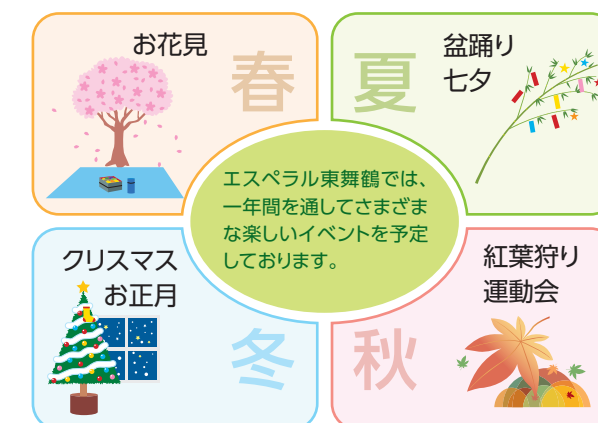 お花見
春
夏
盆踊り
七夕
エスペラル東舞鶴では、
一年間を通してさまざま
な楽しいイベントを予定
しております。
クリスマス
お正月
冬
秋
紅葉狩り
運動会